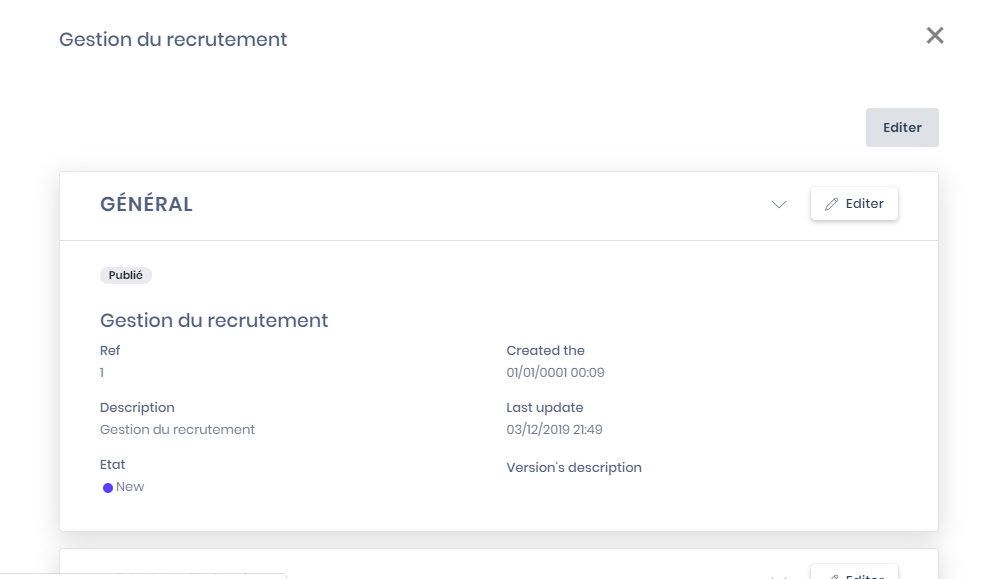 Gestion du recrutement
Editer
GÉNÉRAL
Editer
Publié
Gestion du recrutement
Ref
Created the
1
01/01/0001 00:09
Description
Last update
Gestion du recrutement
03/12/2019 21:49
Etat
Version's description
New
Editer